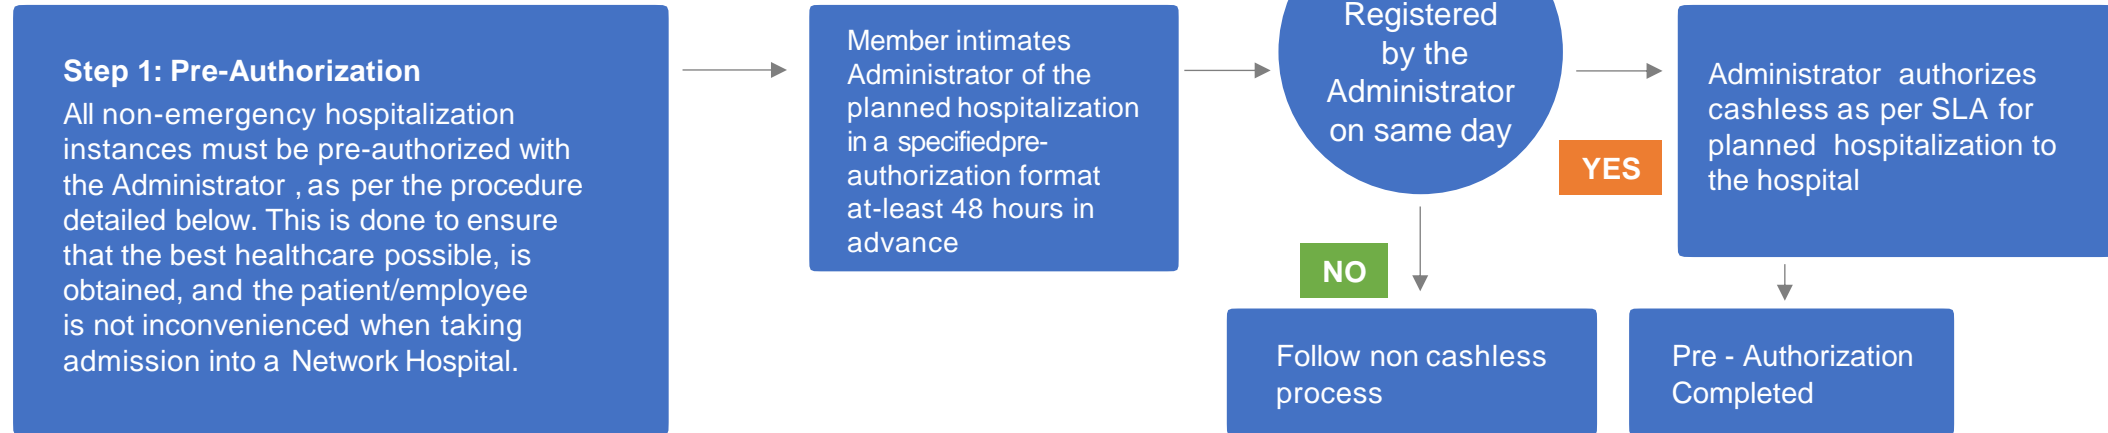 Step 1: Pre-Authorization
All non-emergency hospitalization
instances must be pre-authorized with
the Administrator , as per the procedure
detailed below. This is done to ensure
that the best healthcare possible, is
obtained, and the patient/employee
is not inconvenienced when taking
admission into a Network Hospital.
Member intimates
Administrator of the
planned hospitalization
in a specifiedpre-
authorization format
at-least 48 hours in
advance
Registered
by the
Administrator
on same day
YES
Administrator authorizes
cashless as per SLA for
planned hospitalization to
the hospital
NO
Follow non cashless
process
Pre - Authorization
Completed